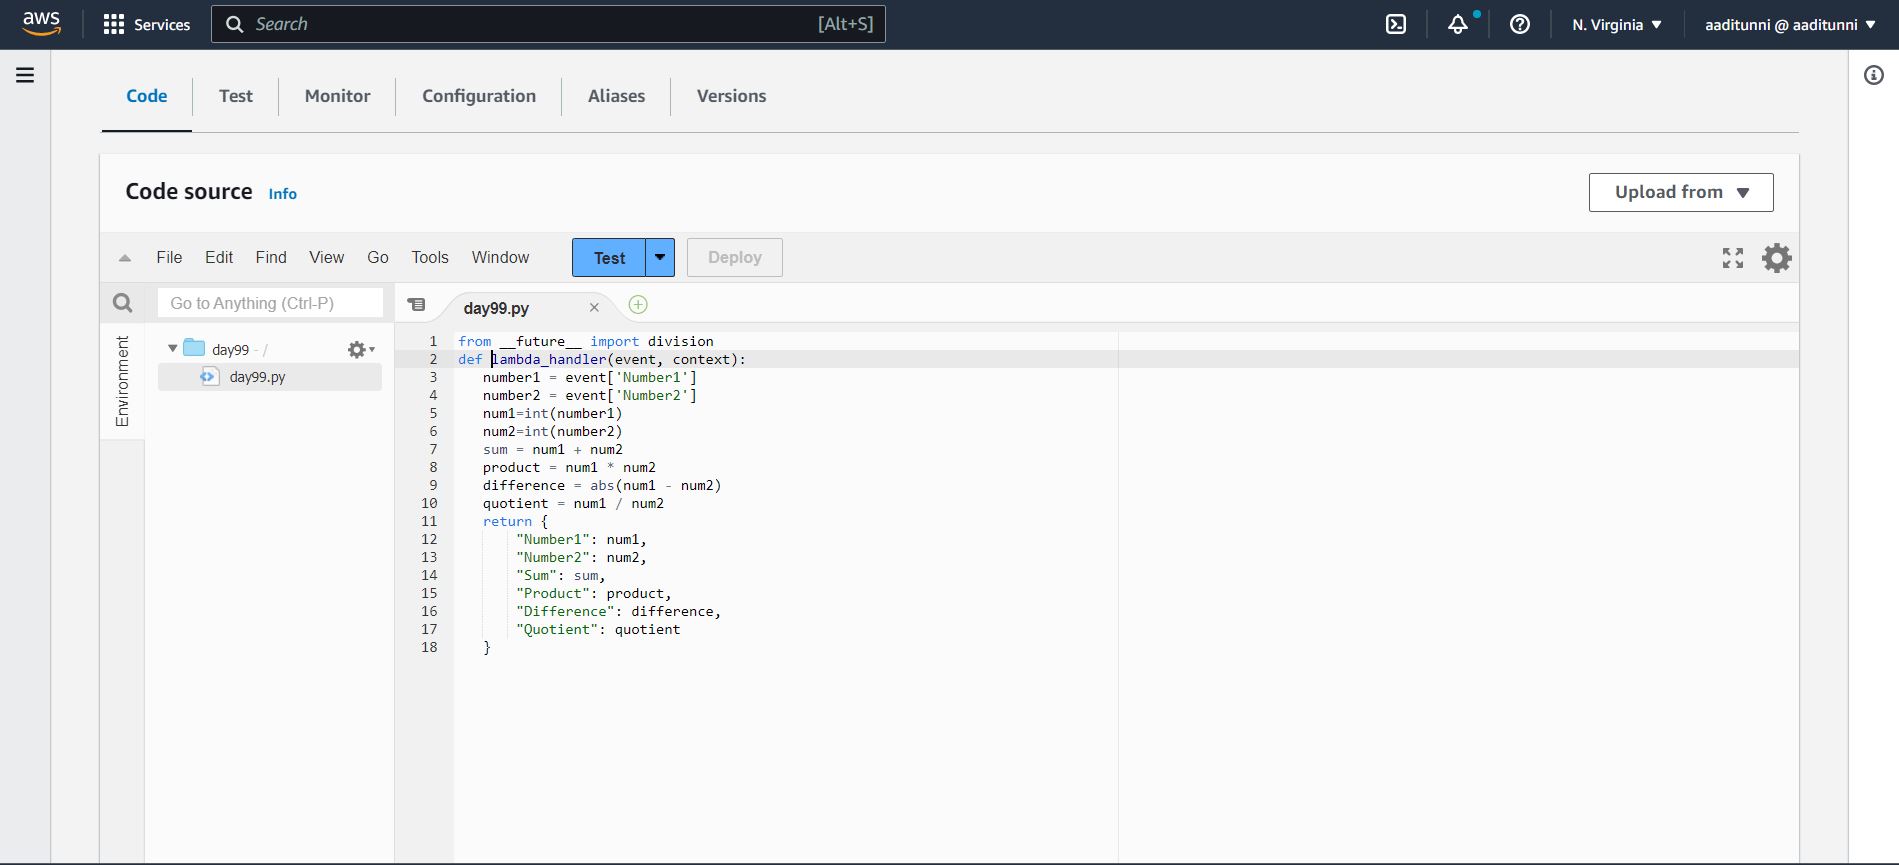 aws Services Search [Alt+S] N. Virginia ▼ aaditunni @ aaditunni ▼
Code Test Monitor Configuration Aliases Versions
Code source Info Upload from ▼
File Edit Find View Go Tools Window Test Deploy
Go to Anything (Ctrl-P) day99.py
Environment
day99 - /
day99.py
1 from __future__ import division
2 def lambda_handler(event, context):
3 number1 = event['Number1']
4 number2 = event['Number2']
5 num1=int(number1)
6 num2=int(number2)
7 sum = num1 + num2
8 product = num1 * num2
9 difference = abs(num1 - num2)
10 quotient = num1 / num2
11 return {
12 "Number1": num1,
13 "Number2": num2,
14 "Sum": sum,
15 "Product": product,
16 "Difference": difference,
17 "Quotient": quotient
18 }